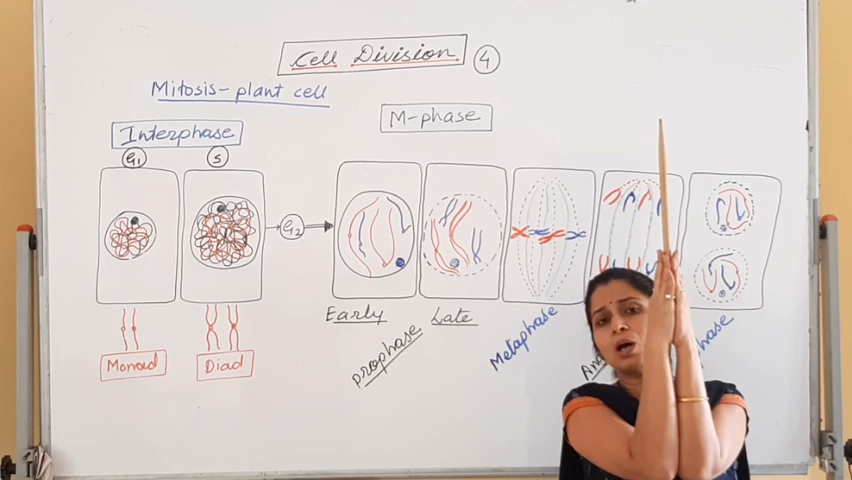 Cell Division 4
Mitosis-plant cell
M-phase
Interphase
G1 S
G2
Early Late
Prophase
Metaphase
Monad Diad